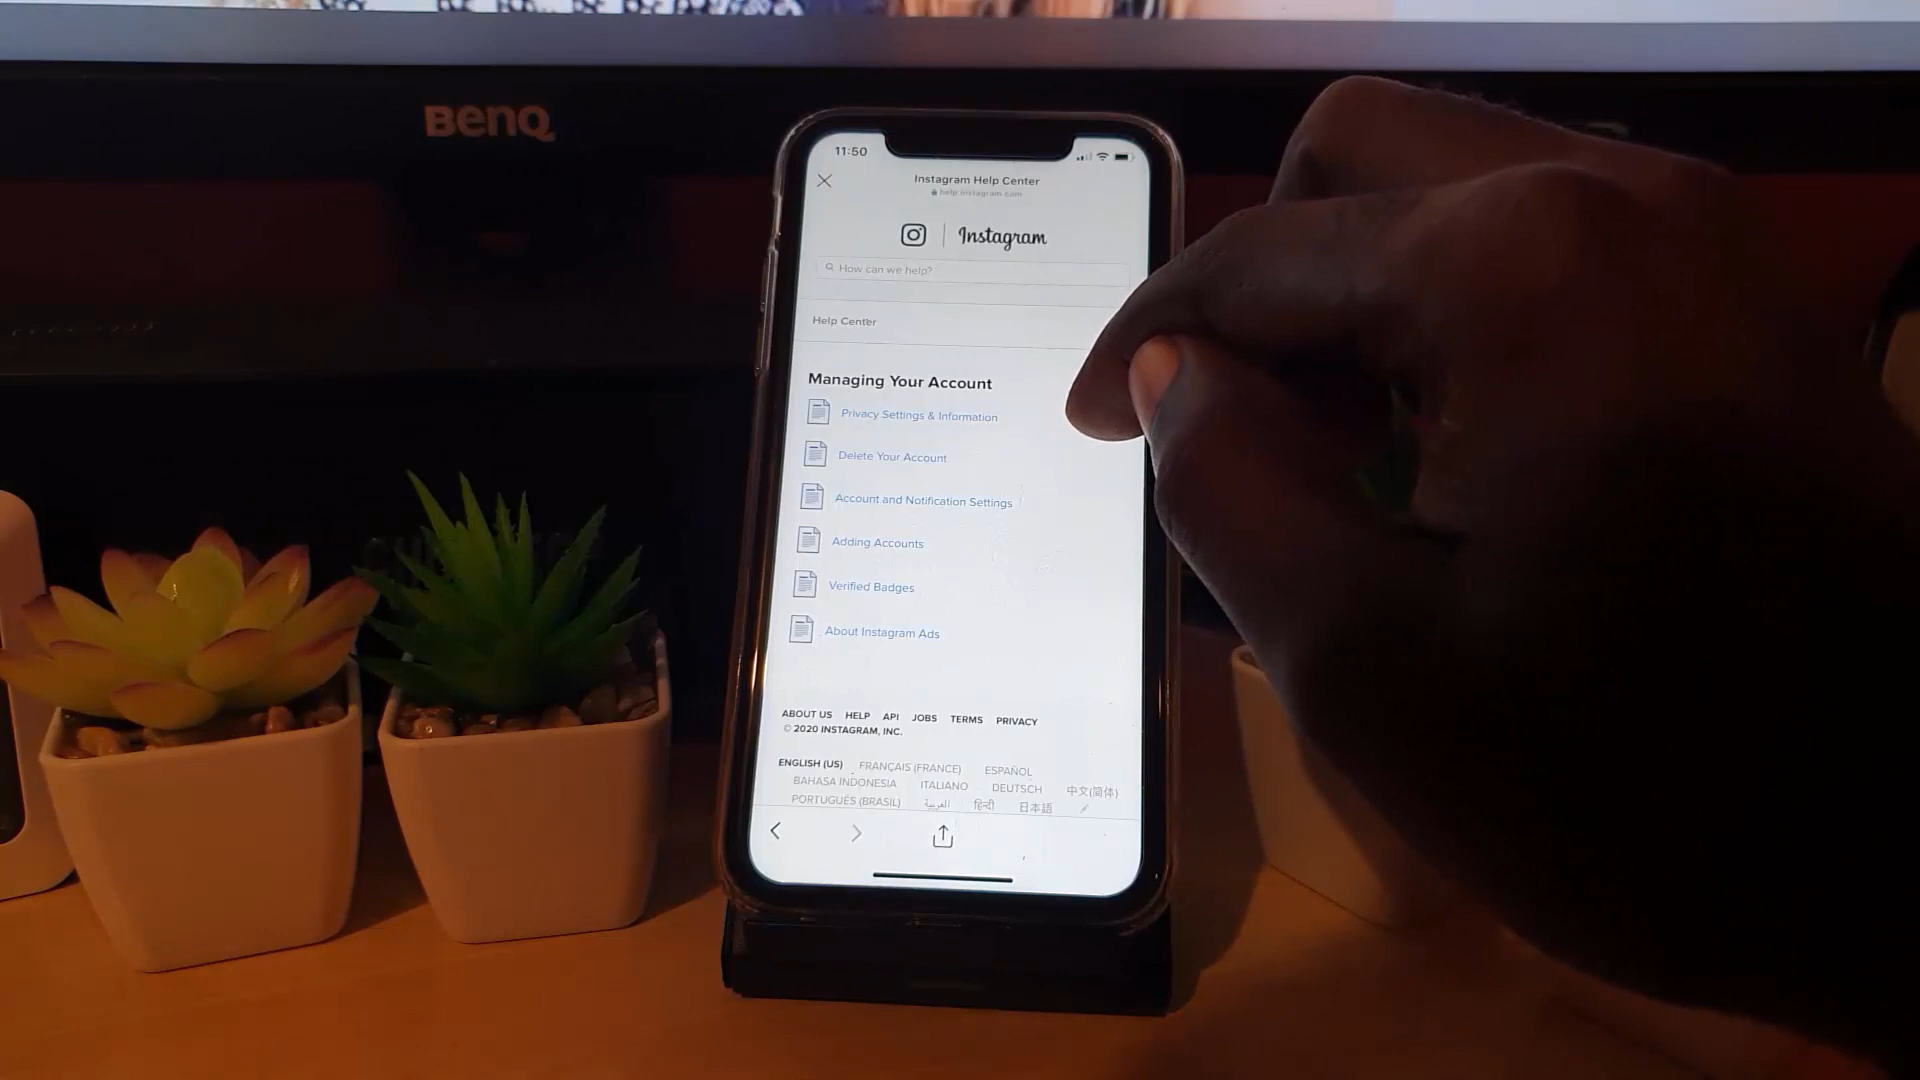 BenQ
11:50
Instagram Help Center
help.instagram.com
Instagram
How can we help?
Help Center
Managing Your Account
Privacy Settings & Information
Delete Your Account
Account and Notification Settings
Adding Accounts
Verified Badges
About Instagram Ads
ABOUT US HELP API JOBS TERMS PRIVACY
© 2020 INSTAGRAM, INC.
ENGLISH (US) FRANÇAIS (FRANCE) ESPAÑOL
BAHASA INDONESIA ITALIANO DEUTSCH 中文(简体)
PORTUGUÊS (BRASIL) العربية हिन्दी 日本語